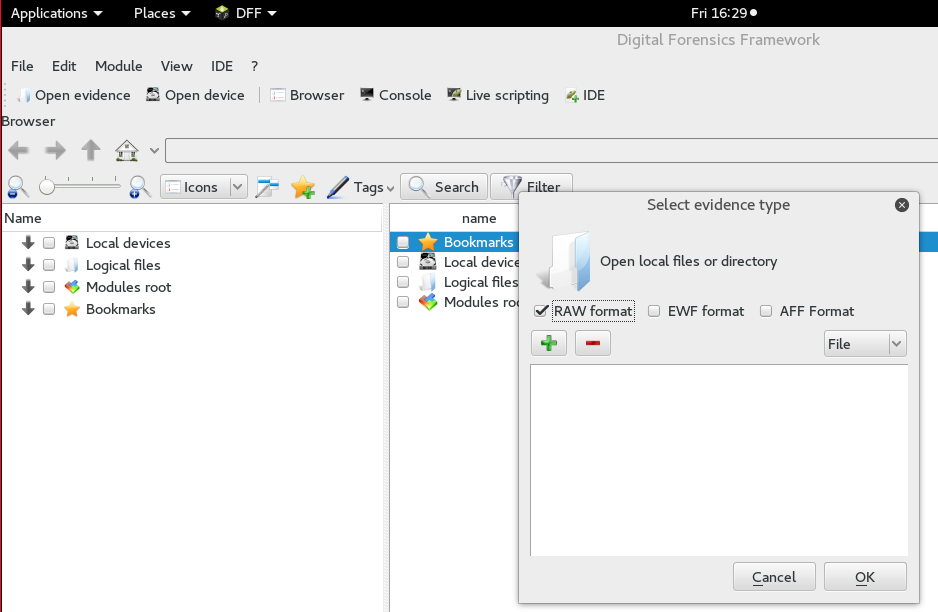 Applications Places DFF Fri 16:29
Digital Forensics Framework
File Edit Module View IDE ?
Open evidence Open device Browser Console Live scripting IDE
Browser
Icons Tags Search Filter
Name
Local devices
Logical files
Modules root
Bookmarks
name
Bookmarks
Local device
Logical files
Modules roo
Select evidence type
Open local files or directory
RAW format EWF format AFF Format
File
Cancel OK